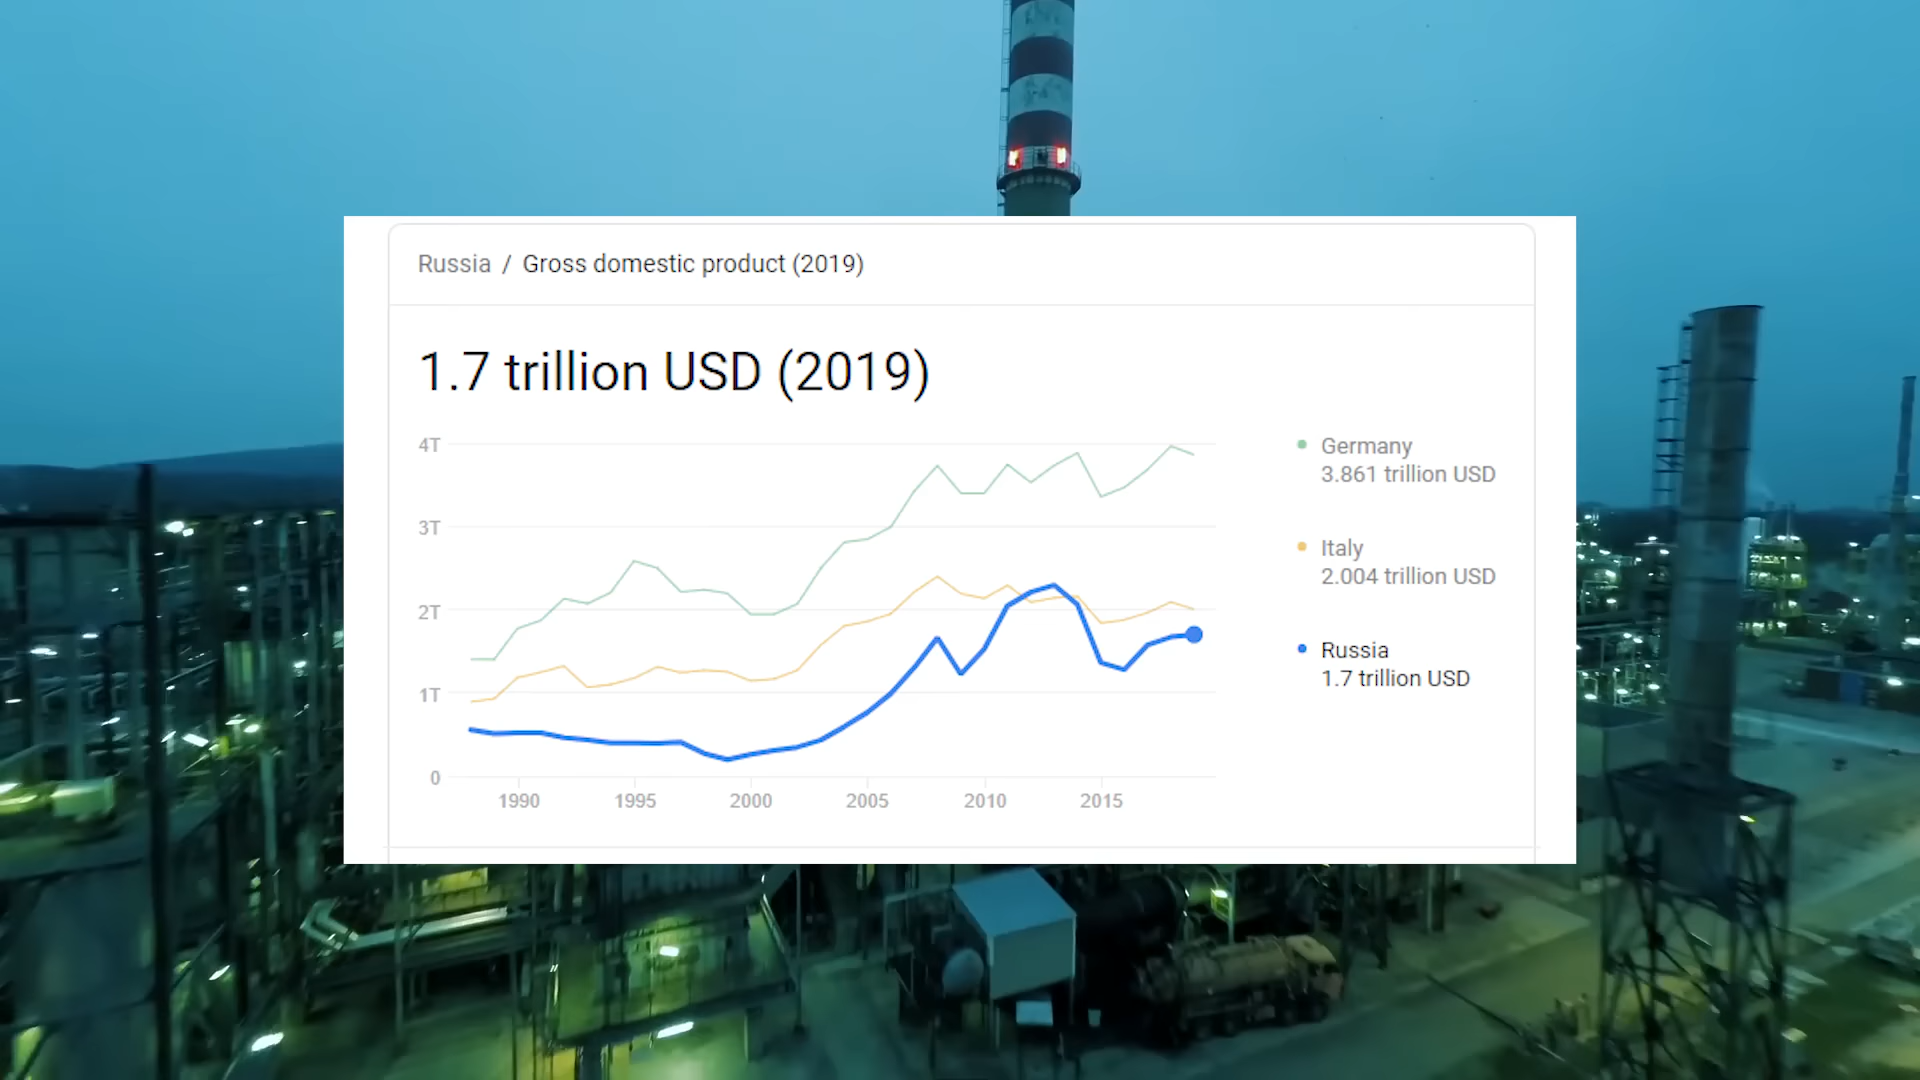 Russia / Gross domestic product (2019)
1.7 trillion USD (2019)
4T
3T
2T
1T
0
1990 1995 2000 2005 2010 2015
Germany
3.861 trillion USD
Italy
2.004 trillion USD
Russia
1.7 trillion USD